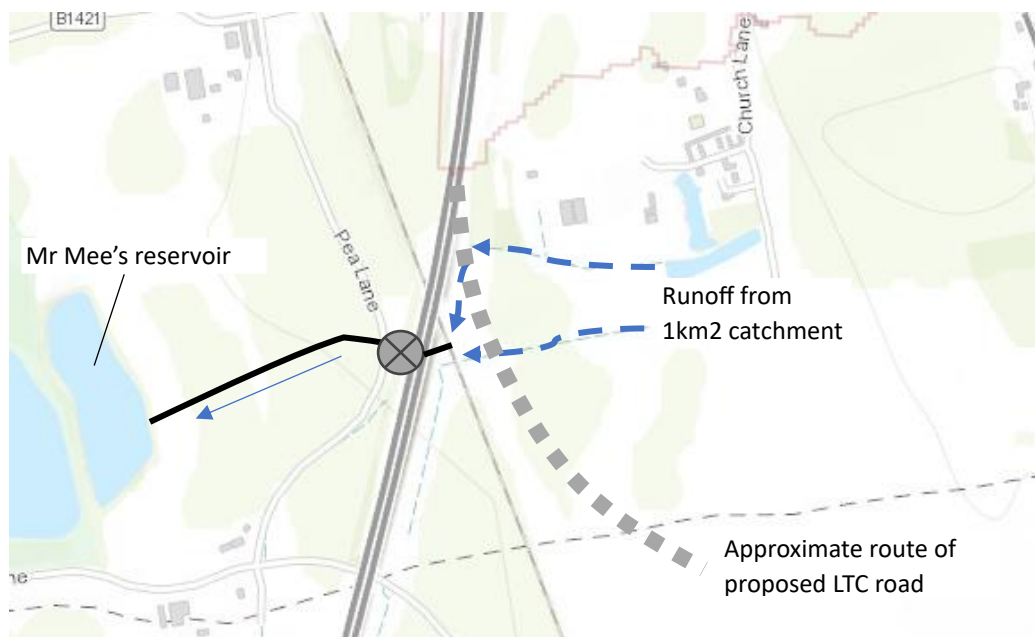 B1421
Church Lane
Pea Lane
Mr Mee's reservoir
Runoff from
1km2 catchment
Approximate route of
proposed LTC road
ne